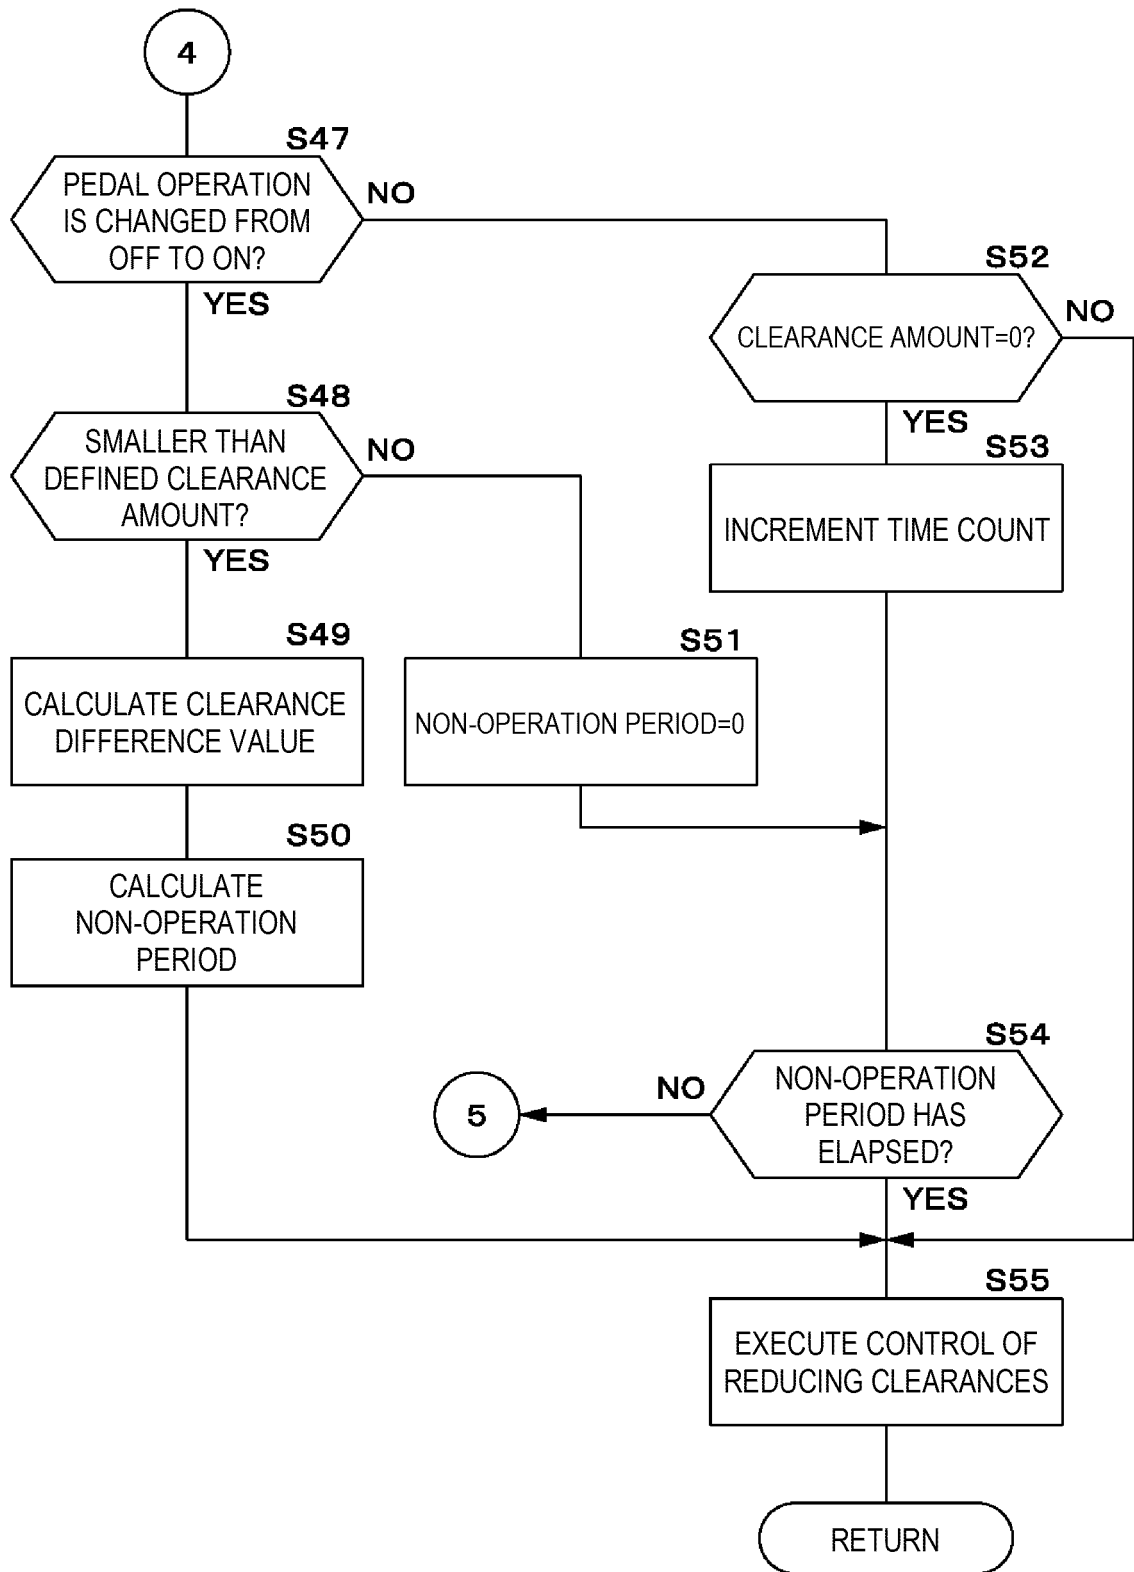 4
S47
PEDAL OPERATION
IS CHANGED FROM
OFF TO ON?
NO
YES
S52
CLEARANCE AMOUNT=0?
NO
YES
S48
SMALLER THAN
DEFINED CLEARANCE
AMOUNT?
NO
YES
S53
INCREMENT TIME COUNT
S49
CALCULATE CLEARANCE
DIFFERENCE VALUE
S51
NON-OPERATION PERIOD=0
S50
CALCULATE
NON-OPERATION
PERIOD
S54
NON-OPERATION
PERIOD HAS
ELAPSED?
NO
5
YES
S55
EXECUTE CONTROL OF
REDUCING CLEARANCES
RETURN